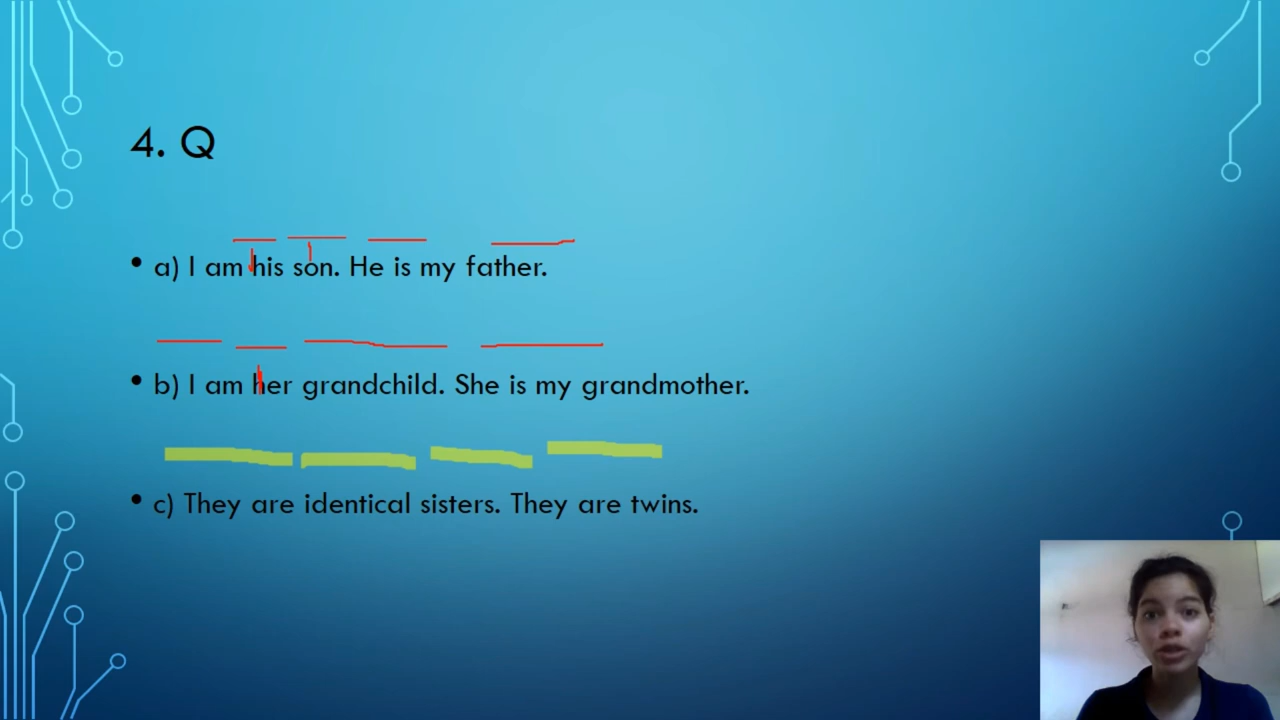 4. Q
• a) I am his son. He is my father.
• b) I am her grandchild. She is my grandmother.
• c) They are identical sisters. They are twins.